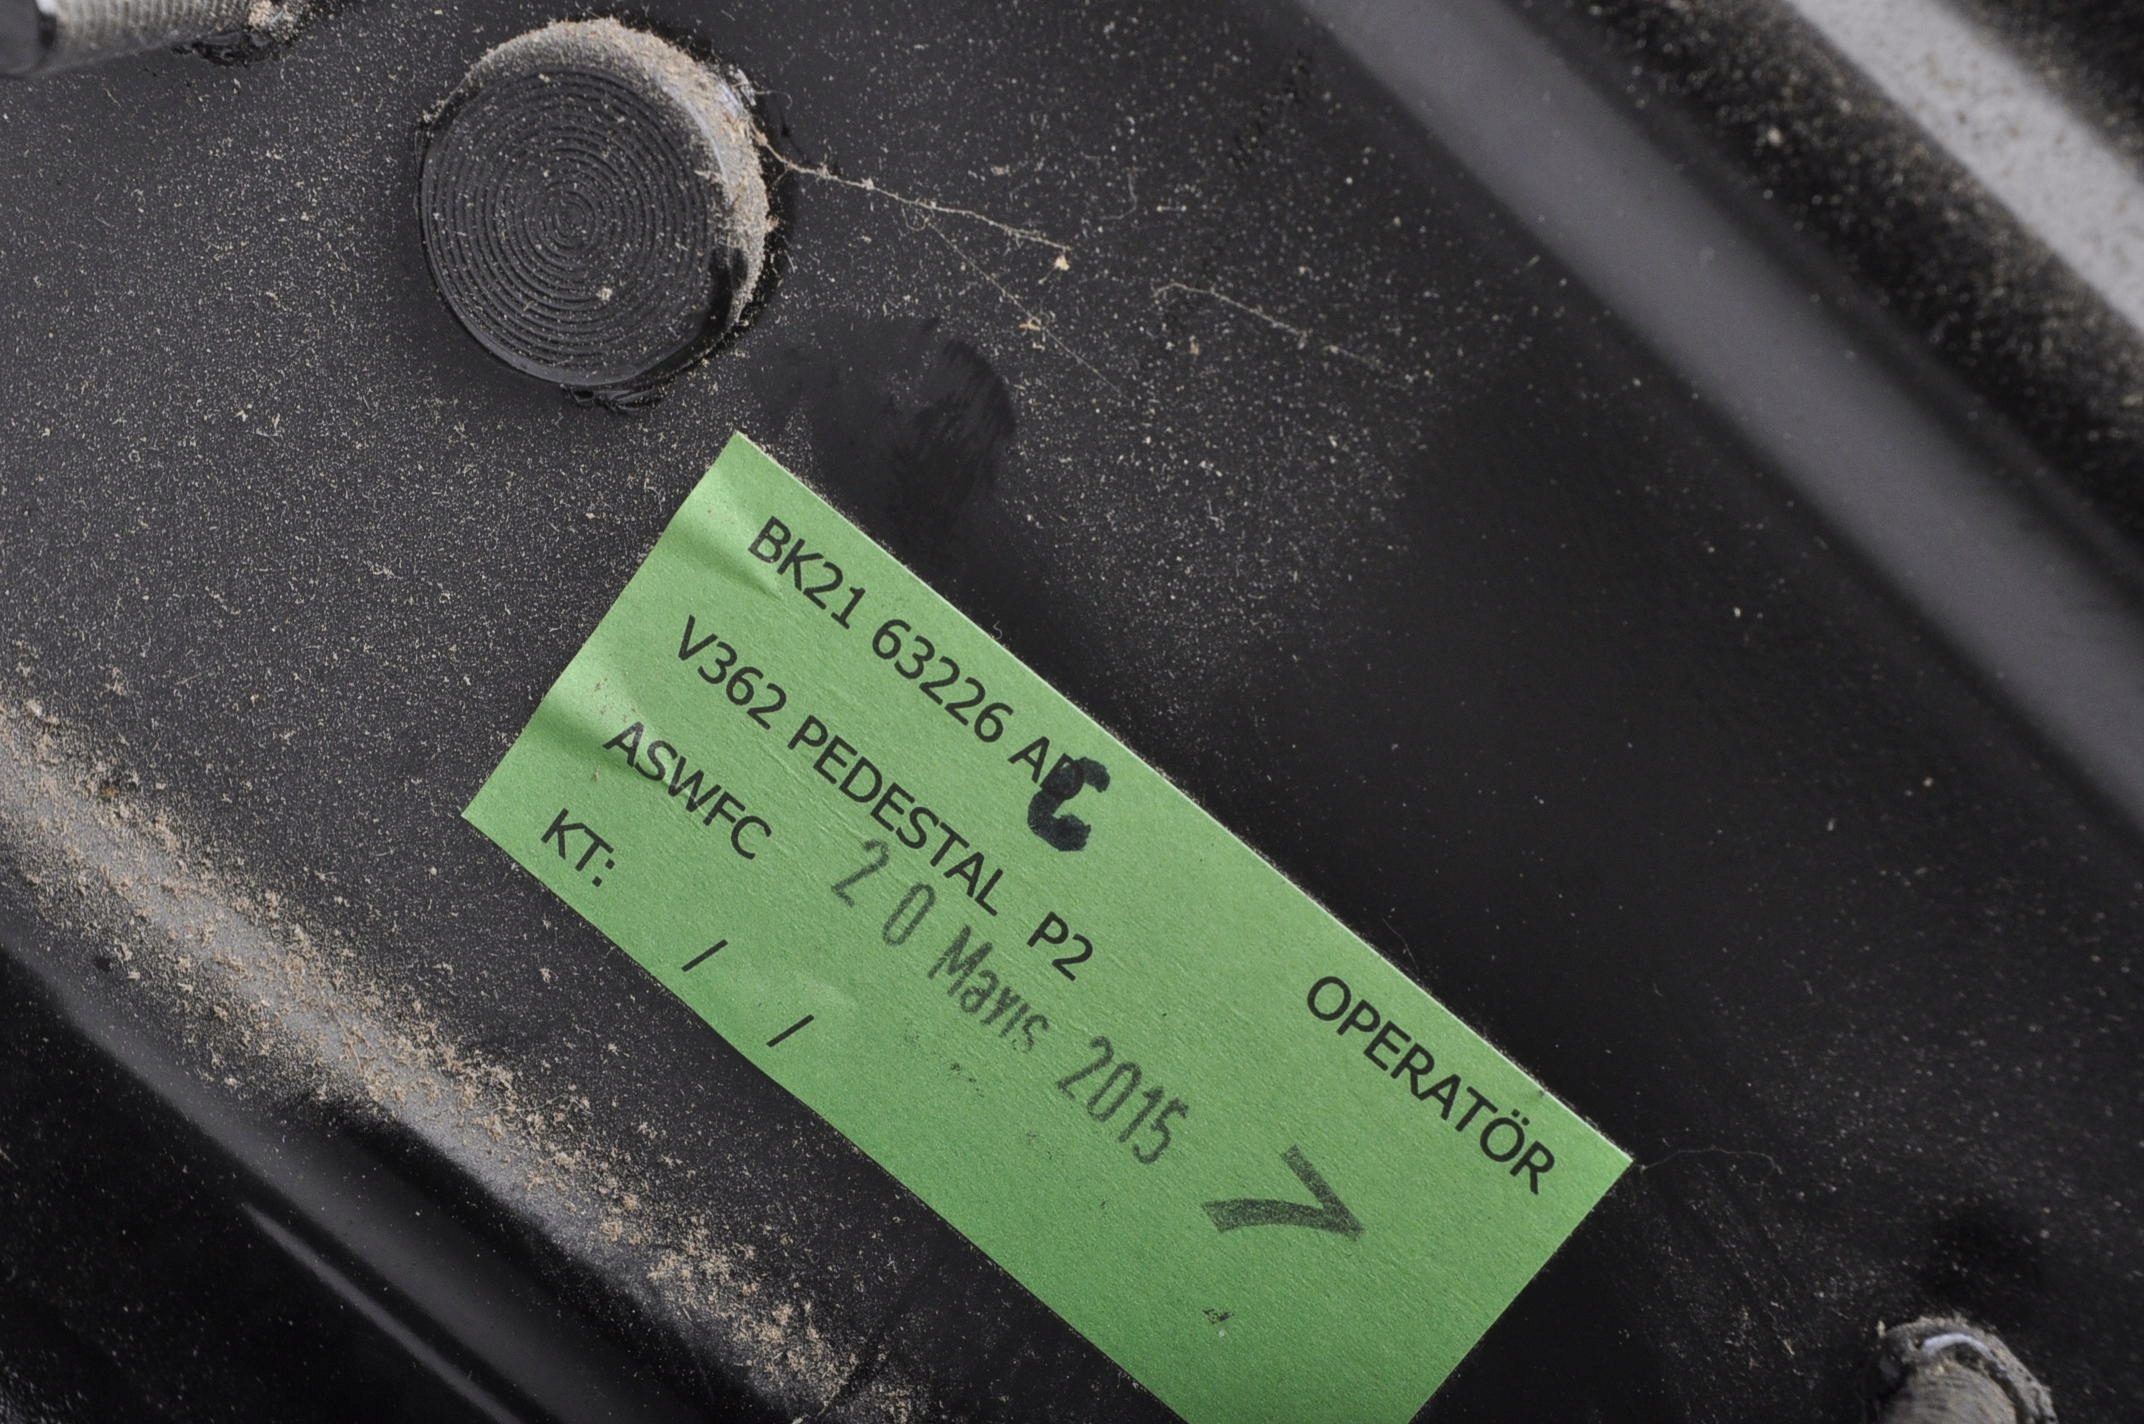 BK21 63226 AC
V362 PEDESTAL P2
ASWFC
20 Mayıs 2015
KT: / /
OPERATÖR
7